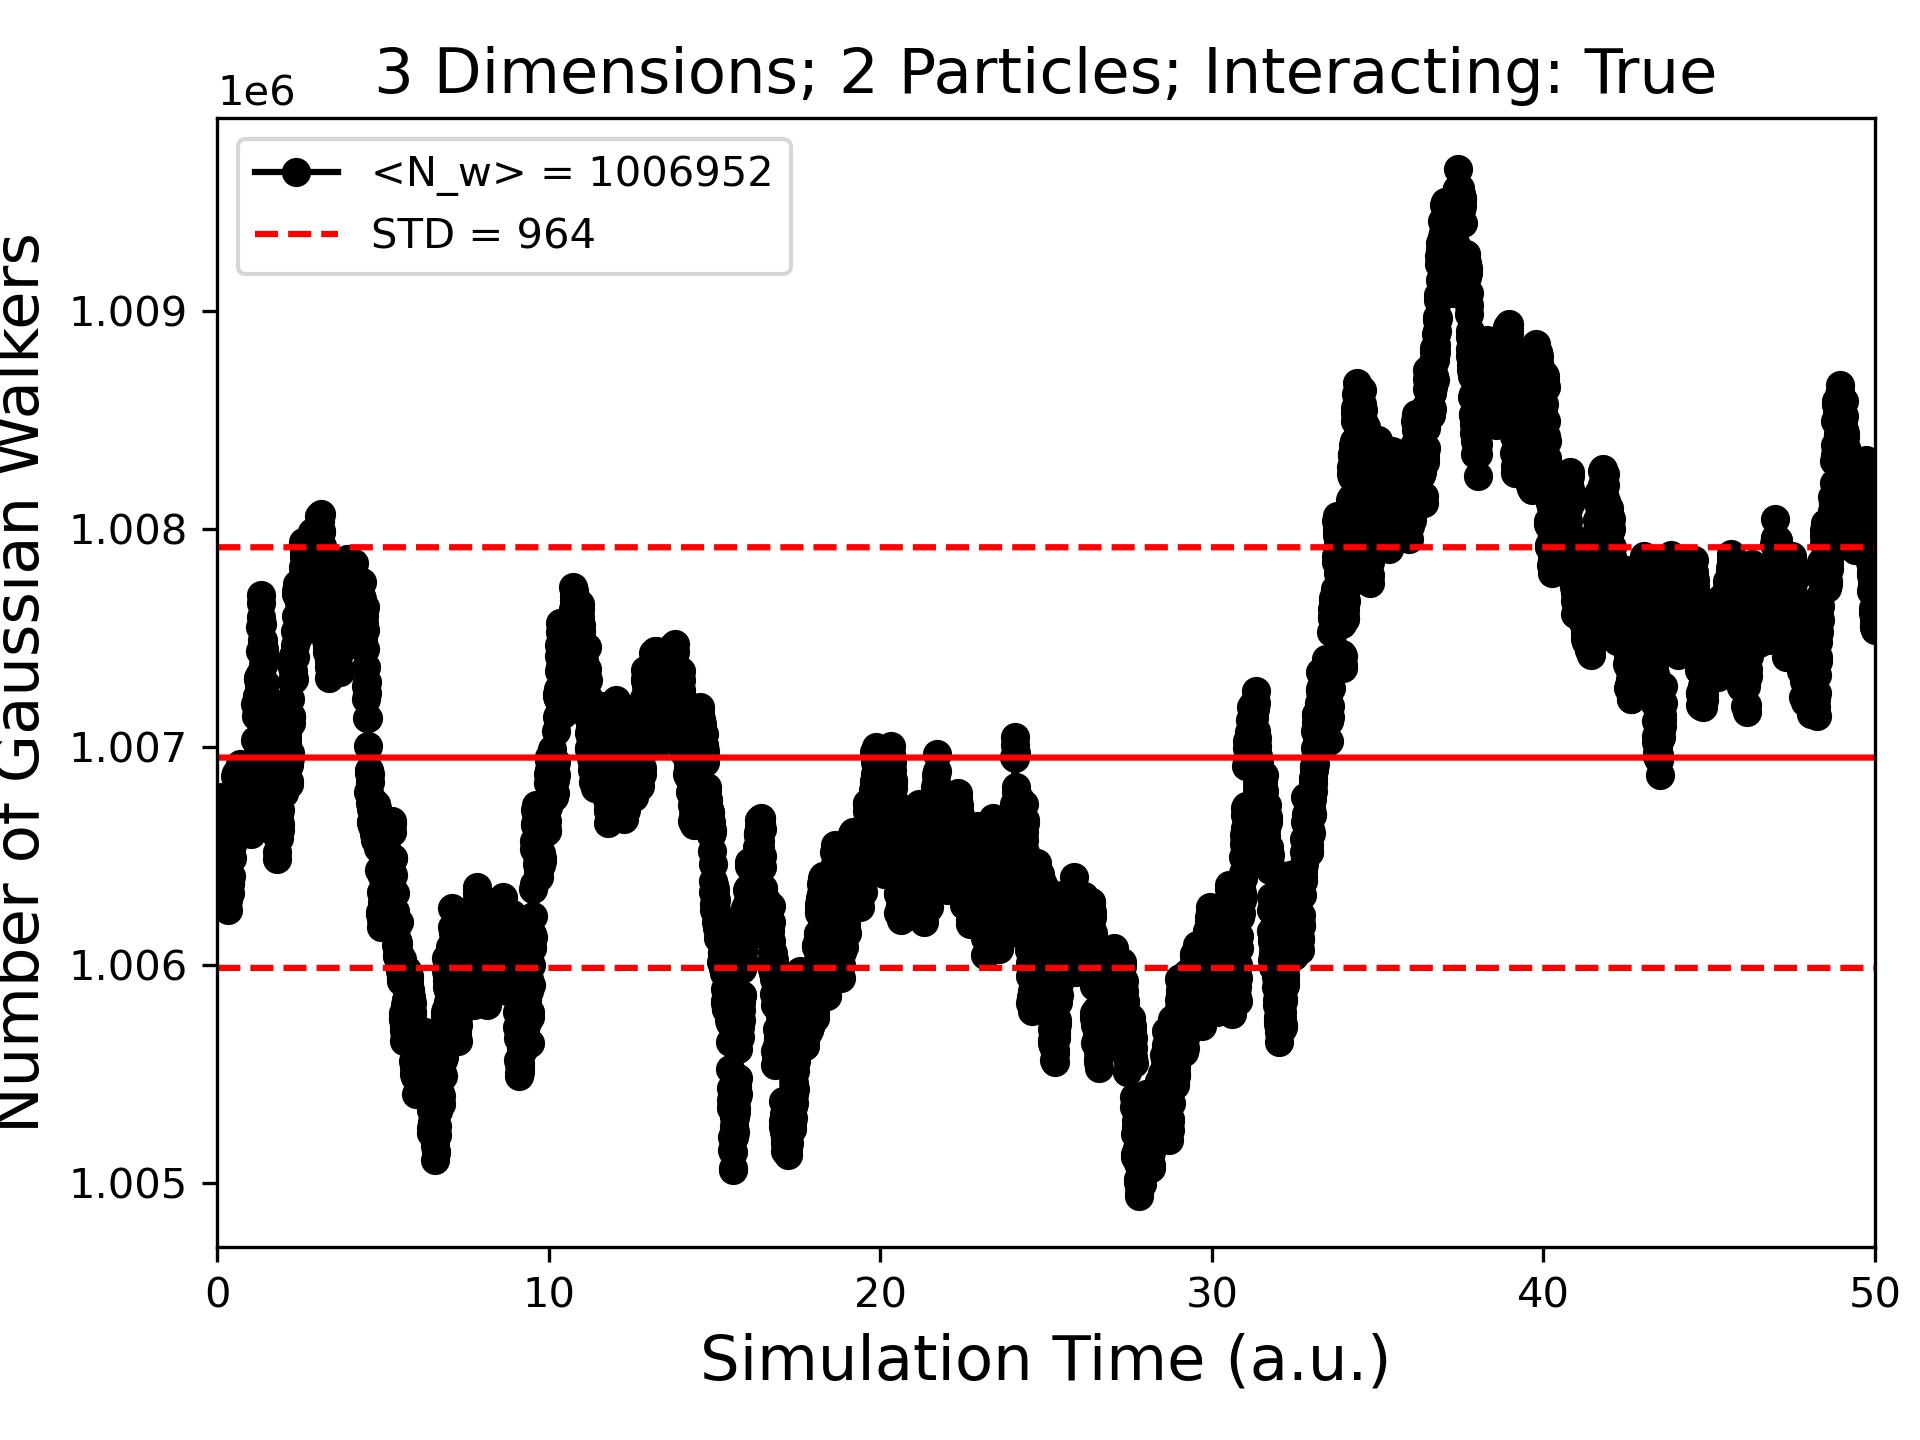 3 Dimensions; 2 Particles; Interacting: True
1e6
<N_w> = 1006952
STD = 964
Number of Gaussian Walkers
1.009
1.008
1.007
1.006
1.005
0 10 20 30 40 50
Simulation Time (a.u.)